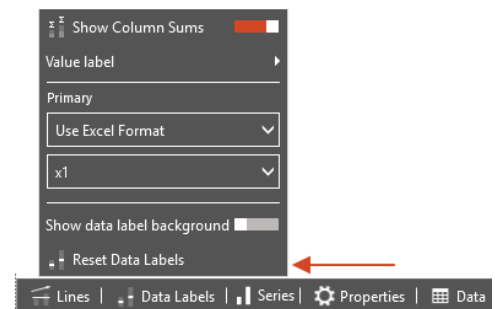 Show Column Sums
Value label
Primary
Use Excel Format
x1
Show data label background
Reset Data Labels
Lines | Data Labels | Series | Properties | Data